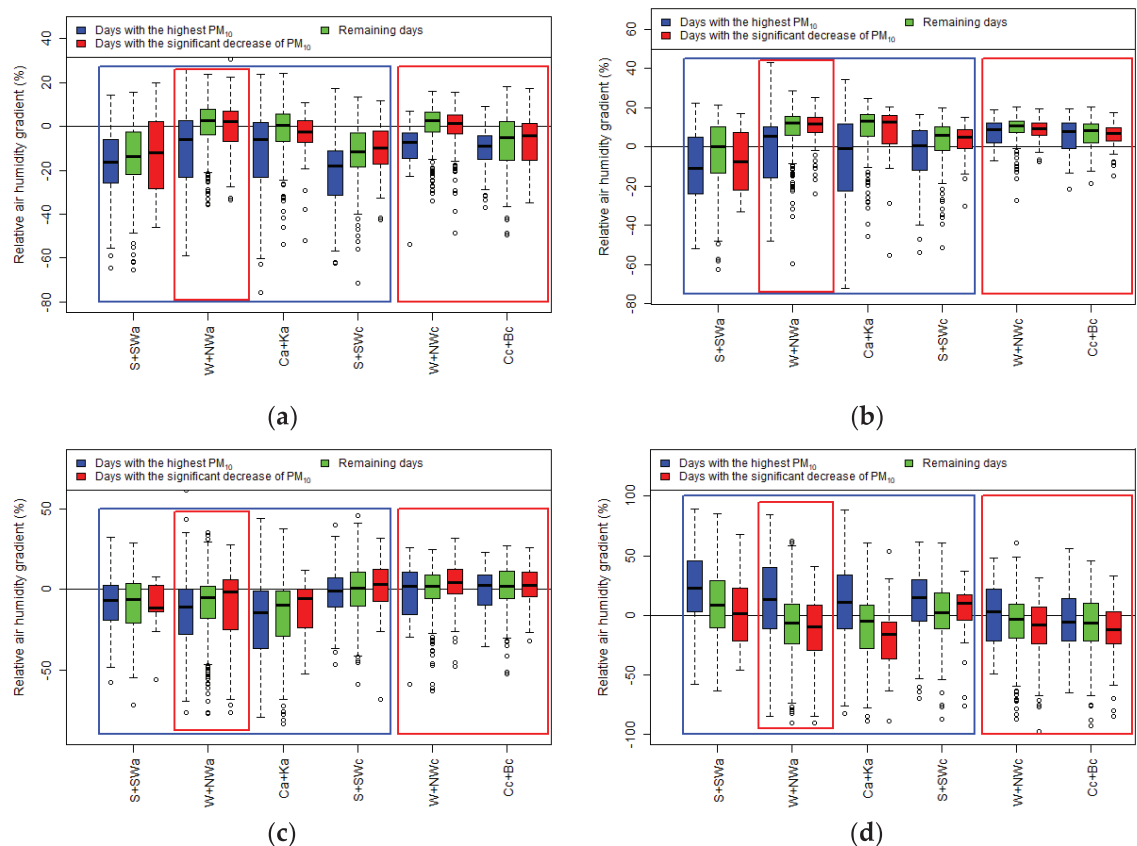 Days with the highest PM10
Remaining days
Days with the significant decrease of PM10
Relative air humidity gradient (%)
40
20
0
-20
-40
-60
-80
S+SWa
W+NWa
Ca+Ka
S+SWc
W+NWc
Cc+Bc
(a)
Days with the highest PM10
Remaining days
Days with the significant decrease of PM10
Relative air humidity gradient (%)
60
40
20
0
-20
-40
-60
-80
S+SWa
W+NWa
Ca+Ka
S+SWc
W+NWc
Cc+Bc
(b)
Days with the highest PM10
Remaining days
Days with the significant decrease of PM10
Relative air humidity gradient (%)
50
0
50
S+SWa
W+NWa
Ca+Ka
S+SWc
W+NWc
Cc+Bc
(c)
Days with the highest PM10
Remaining days
Days with the significant decrease of PM10
Relative air humidity gradient (%)
100
50
0
-50
-100
S+SWa
W+NWa
Ca+Ka
S+SWc
W+NWc
Cc+Bc
(d)